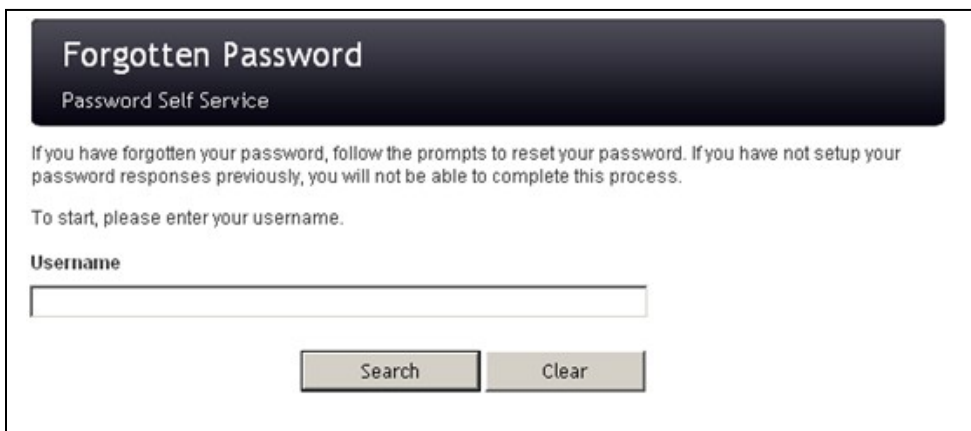 Forgotten Password
Password Self Service
If you have forgotten your password, follow the prompts to reset your password. If you have not setup your
password responses previously, you will not be able to complete this process.
To start, please enter your username.
Username
Search Clear